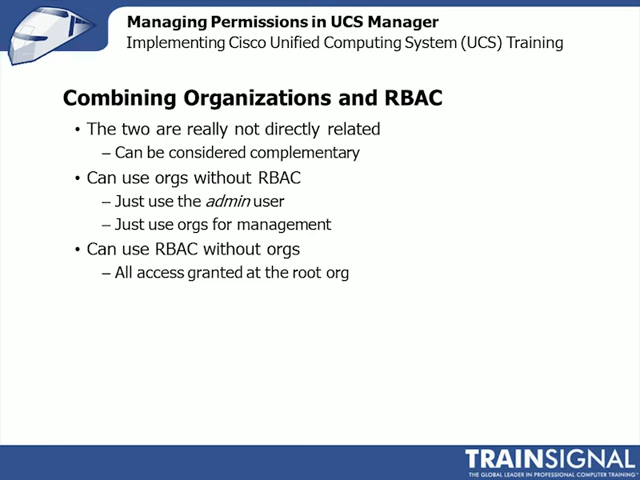 Managing Permissions in UCS Manager
Implementing Cisco Unified Computing System (UCS) Training
Combining Organizations and RBAC
• The two are really not directly related
– Can be considered complementary
• Can use orgs without RBAC
– Just use the admin user
– Just use orgs for management
• Can use RBAC without orgs
– All access granted at the root org
TRAINSIGNAL
THE GLOBAL LEADER IN PROFESSIONAL COMPUTER TRAINING